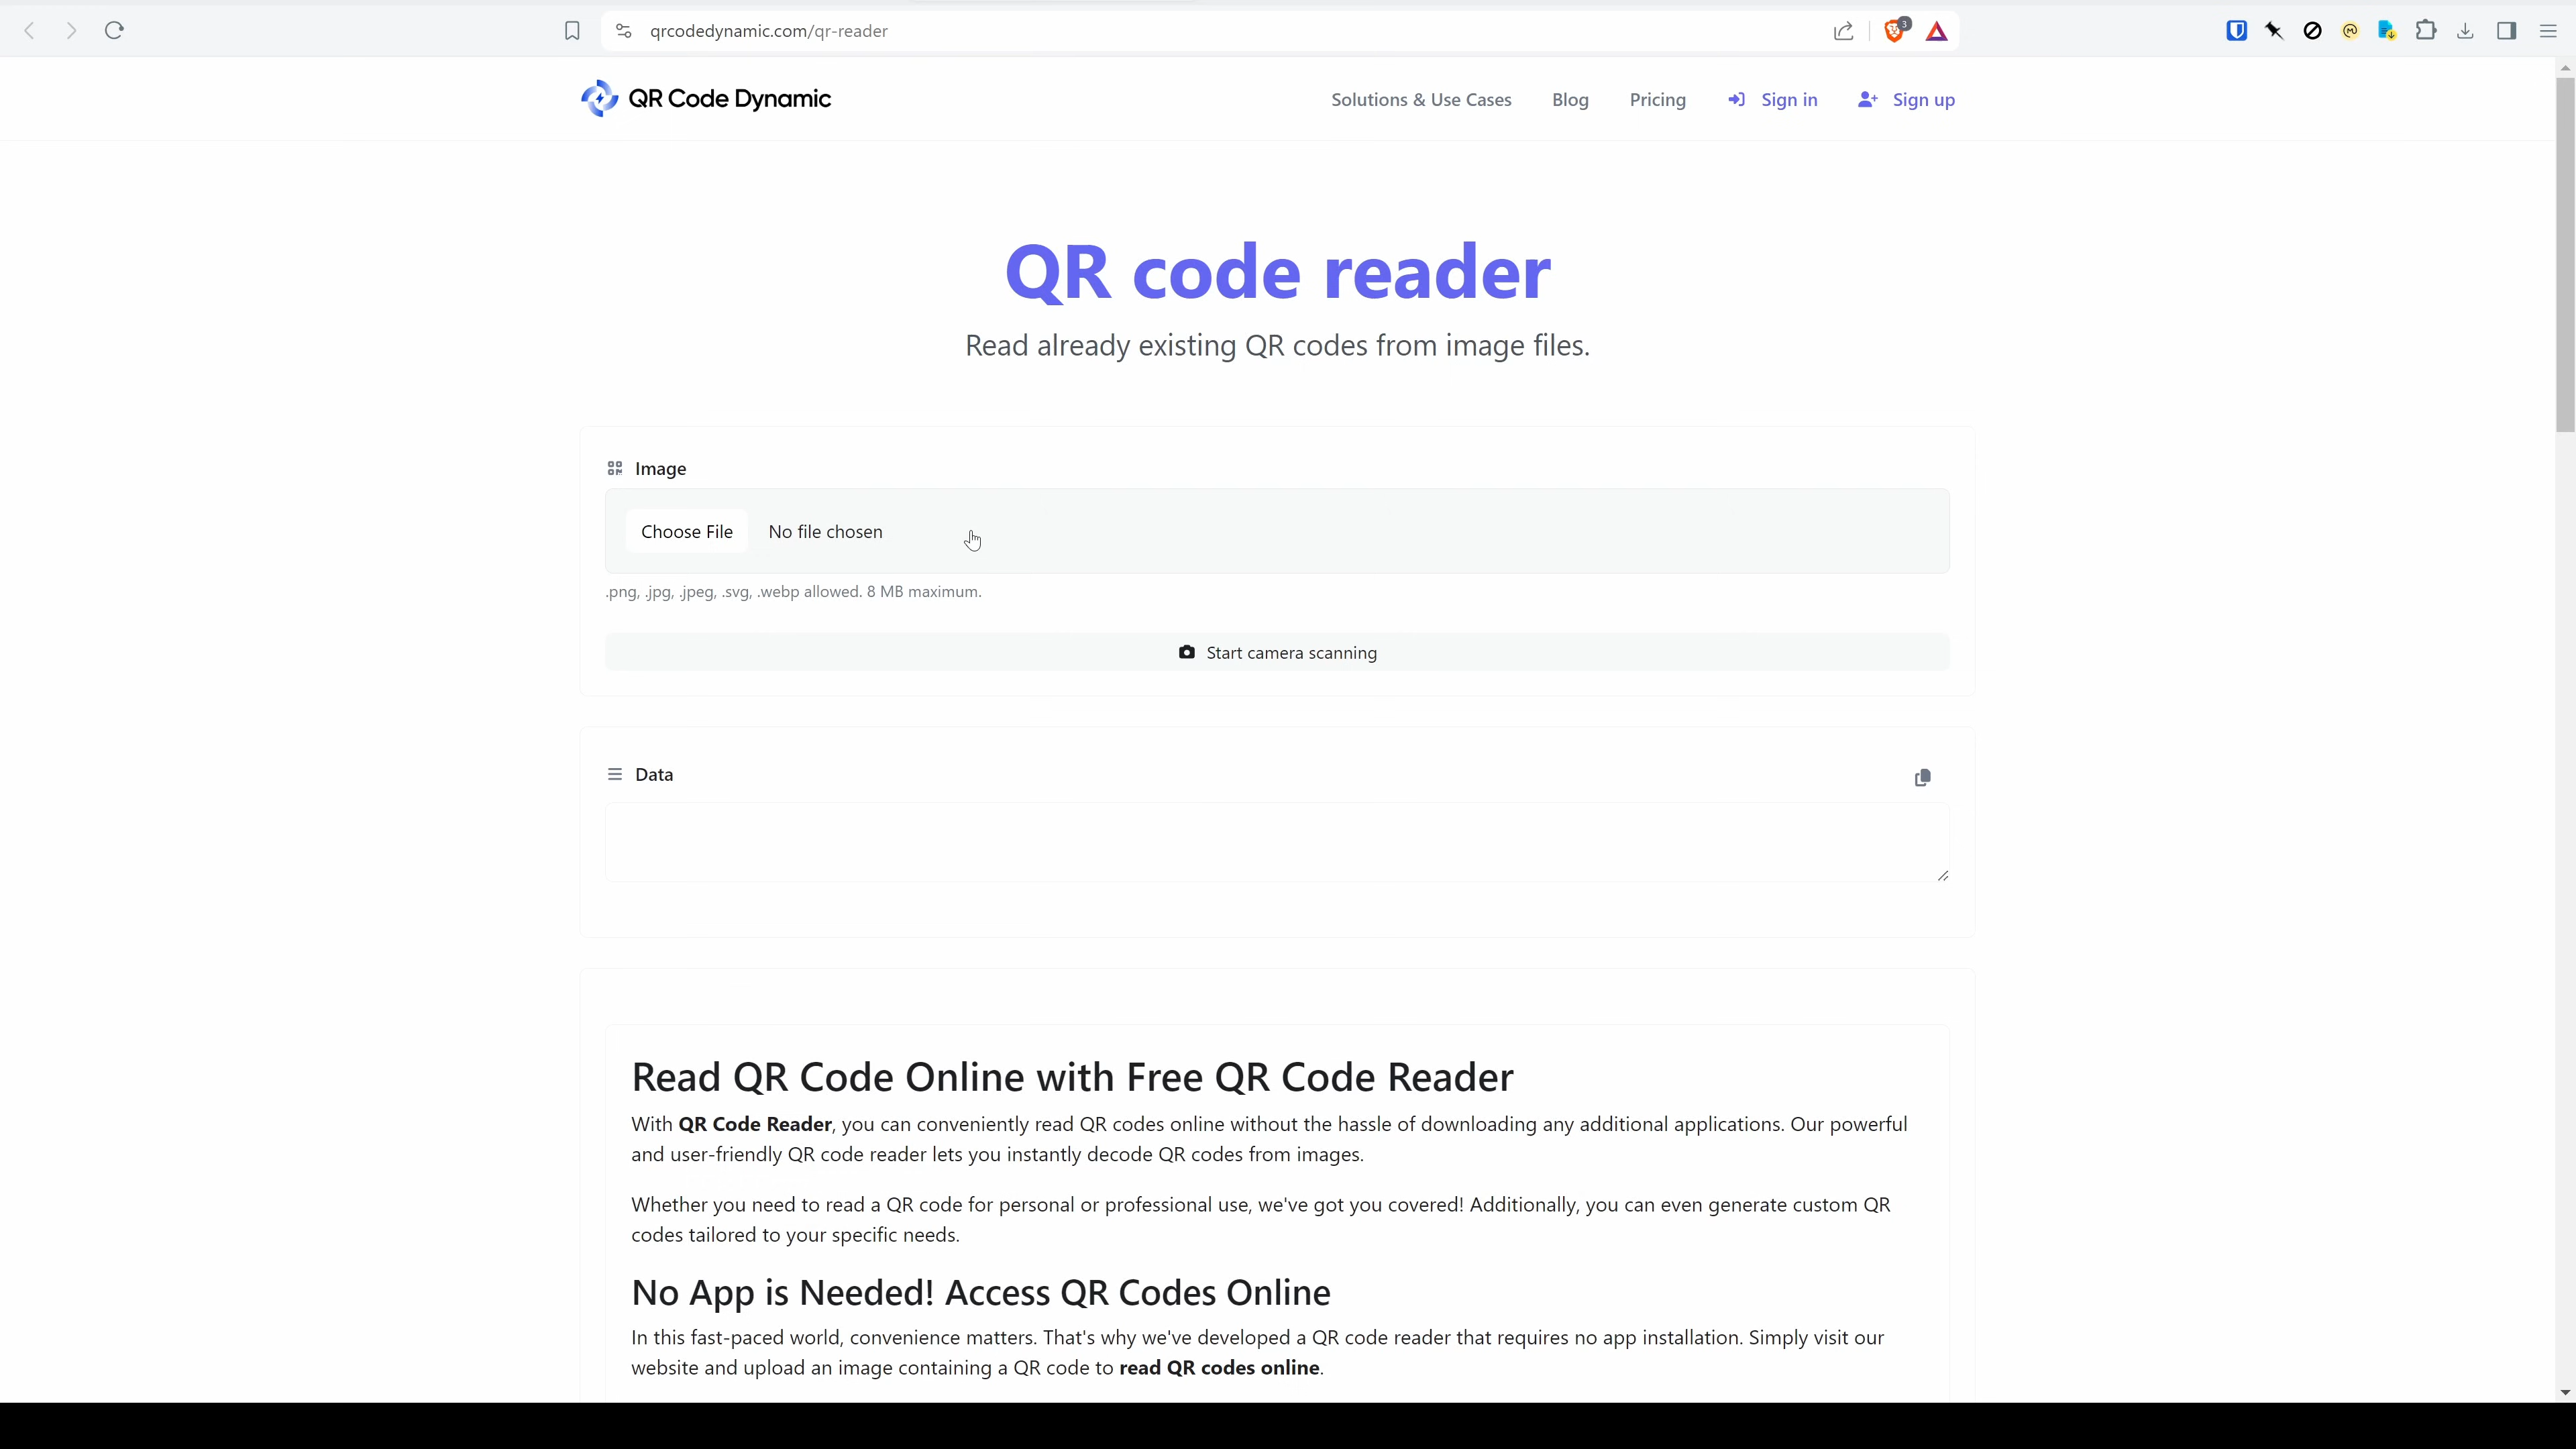 qrcodedynamic.com/qr-reader
3
QR Code Dynamic
Solutions & Use Cases
Blog
Pricing
Sign in
Sign up
QR code reader
Read already existing QR codes from image files.
Image
Choose File
No file chosen
.png, .jpg, .jpeg, .svg, .webp allowed. 8 MB maximum.
Start camera scanning
Data
Read QR Code Online with Free QR Code Reader
With QR Code Reader, you can conveniently read QR codes online without the hassle of downloading any additional applications. Our powerful
and user-friendly QR code reader lets you instantly decode QR codes from images.
Whether you need to read a QR code for personal or professional use, we've got you covered! Additionally, you can even generate custom QR
codes tailored to your specific needs.
No App is Needed! Access QR Codes Online
In this fast-paced world, convenience matters. That's why we've developed a QR code reader that requires no app installation. Simply visit our
website and upload an image containing a QR code to read QR codes online.